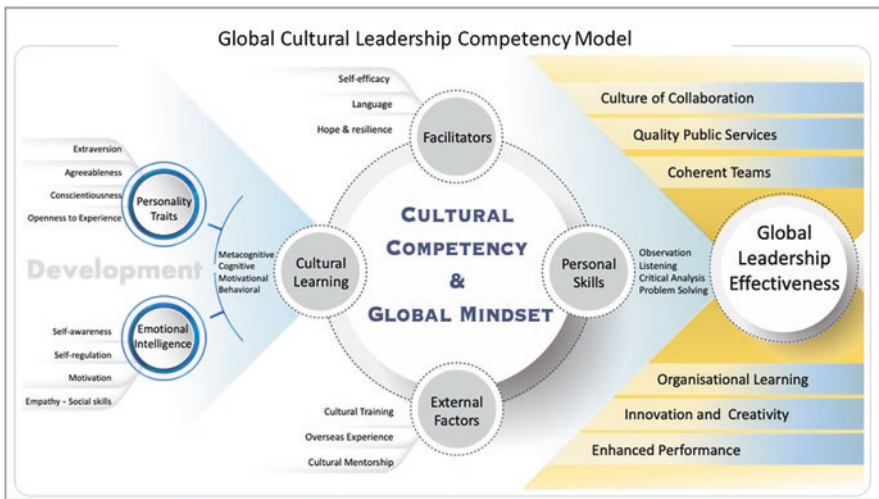 Global Cultural Leadership Competency Model
Self-efficacy
Language
Hope & resilience
Facilitators
Extraversion
Agreeableness
Conscientiousness
Openness to Experience
Personality
Traits
Development
Self-awareness
Self-regulation
Motivation
Empathy - Social skills
Emotional
Intelligence
Metacognitive
Cognitive
Motivational
Behavioral
Cultural
Learning
CULTURAL
COMPETENCY
&
GLOBAL MINDSET
Personal
Skills
Observation
Listening
Critical Analysis
Problem Solving
External
Factors
Cultural Training
Overseas Experience
Cultural Mentorship
Culture of Collaboration
Quality Public Services
Coherent Teams
Global
Leadership
Effectiveness
Organisational Learning
Innovation and Creativity
Enhanced Performance